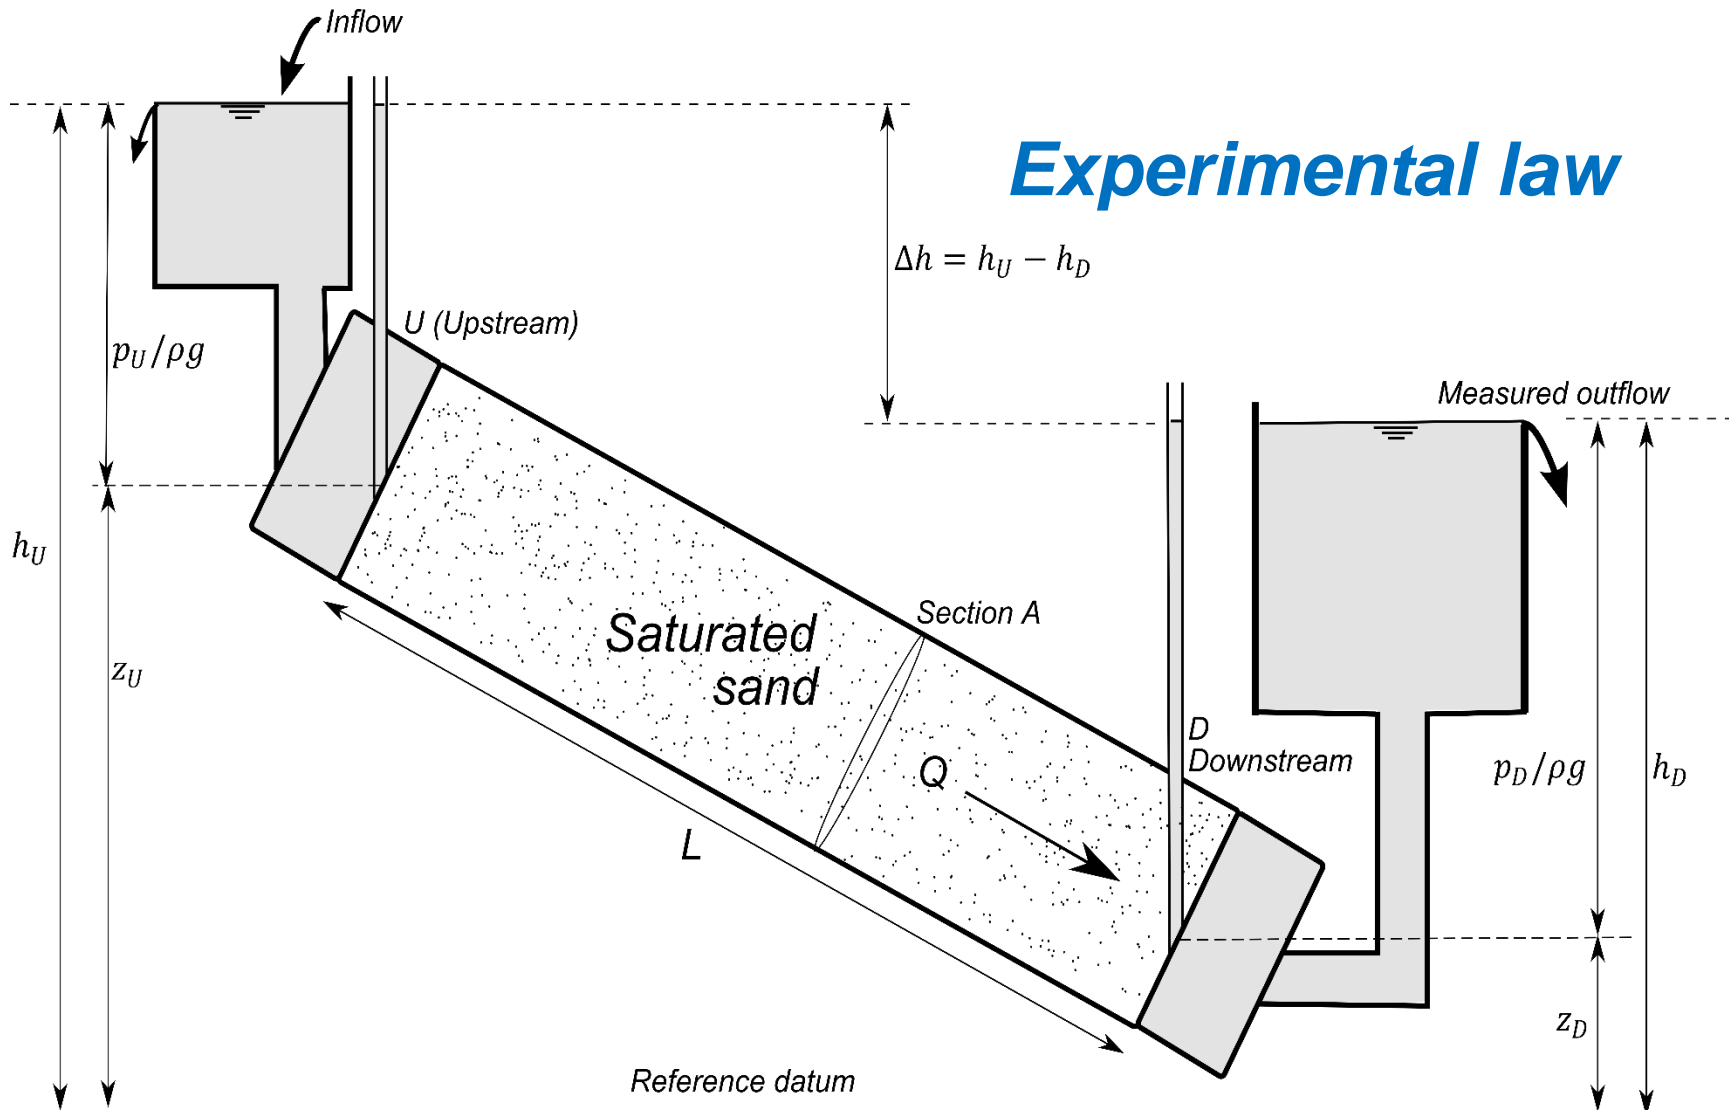 Inflow
Experimental law
Δh = h_U − h_D
U (Upstream)
p_U/ρg
Measured outflow
h_U
Section A
Saturated
sand
z_U
D
Downstream
Q
p_D/ρg
h_D
L
z_D
Reference datum